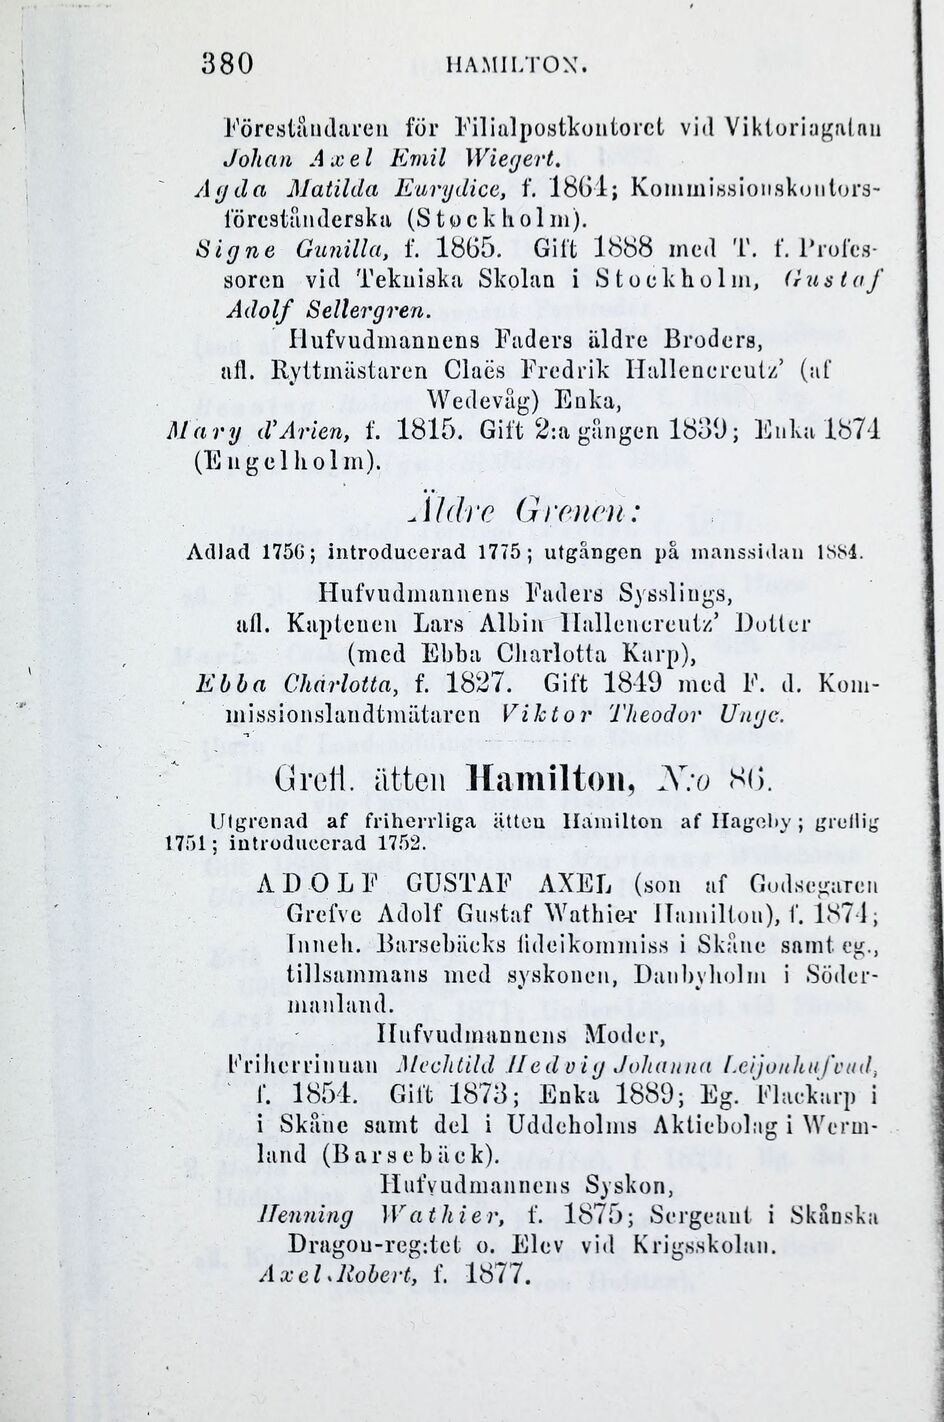 380 HAMILTON.
Föreståndaren för Filialpostkontoret vid Viktoriagatan
Johan Axel Emil Wiegert.
Agda Matilda Eurydice, f. 1864; Kommissionskontors-
förestånderska (Stockholm).
Signe Gunilla, f. 1865. Gift 1888 med T. f. Profes-
soren vid Tekniska Skolan i Stockholm, Gustaf
Adolf Sellergren.
Hufvudmannens Faders äldre Broders,
afl. Ryttmästaren Claës Fredrik Hallencreutz' (af
Wedevåg) Enka,
Mary d'Arien, f. 1815. Gift 2:a gången 1839; Enka 1874
(Engelholm).
Äldre Grenen:
Adlad 1756; introducerad 1775; utgången på manssidan 1884.
Hufvudmannens Faders Sysslings,
afl. Kaptenen Lars Albin Hallencreutz' Dotter
(med Ebba Charlotta Karp),
Ebba Charlotta, f. 1827. Gift 1849 med F. d. Kom-
missionslandtmätaren Viktor Theodor Unge.
Grefl. ätten Hamilton, N:o 86.
Utgrenad af friherrliga ätten Hamilton af Hageby; greflig
1751; introducerad 1752.
ADOLF GUSTAF AXEL (son af Godsegaren
Grefve Adolf Gustaf Wathier Hamilton), f. 1874;
Inneh. Barsebäcks fideikommiss i Skåne samt eg.,
tillsammans med syskonen, Danbyholm i Söder-
manland.
Hufvudmannens Moder,
Friherrinnan Mechtild Hedvig Johanna Leijonhufvud,
f. 1854. Gift 1873; Enka 1889; Eg. Flackarp i
i Skåne samt del i Uddeholms Aktiebolag i Werm-
land (Barsebäck).
Hufvudmannens Syskon,
Henning Wathier, f. 1875; Sergeant i Skånska
Dragon-reg:tet o. Elev vid Krigsskolan.
Axel Robert, f. 1877.